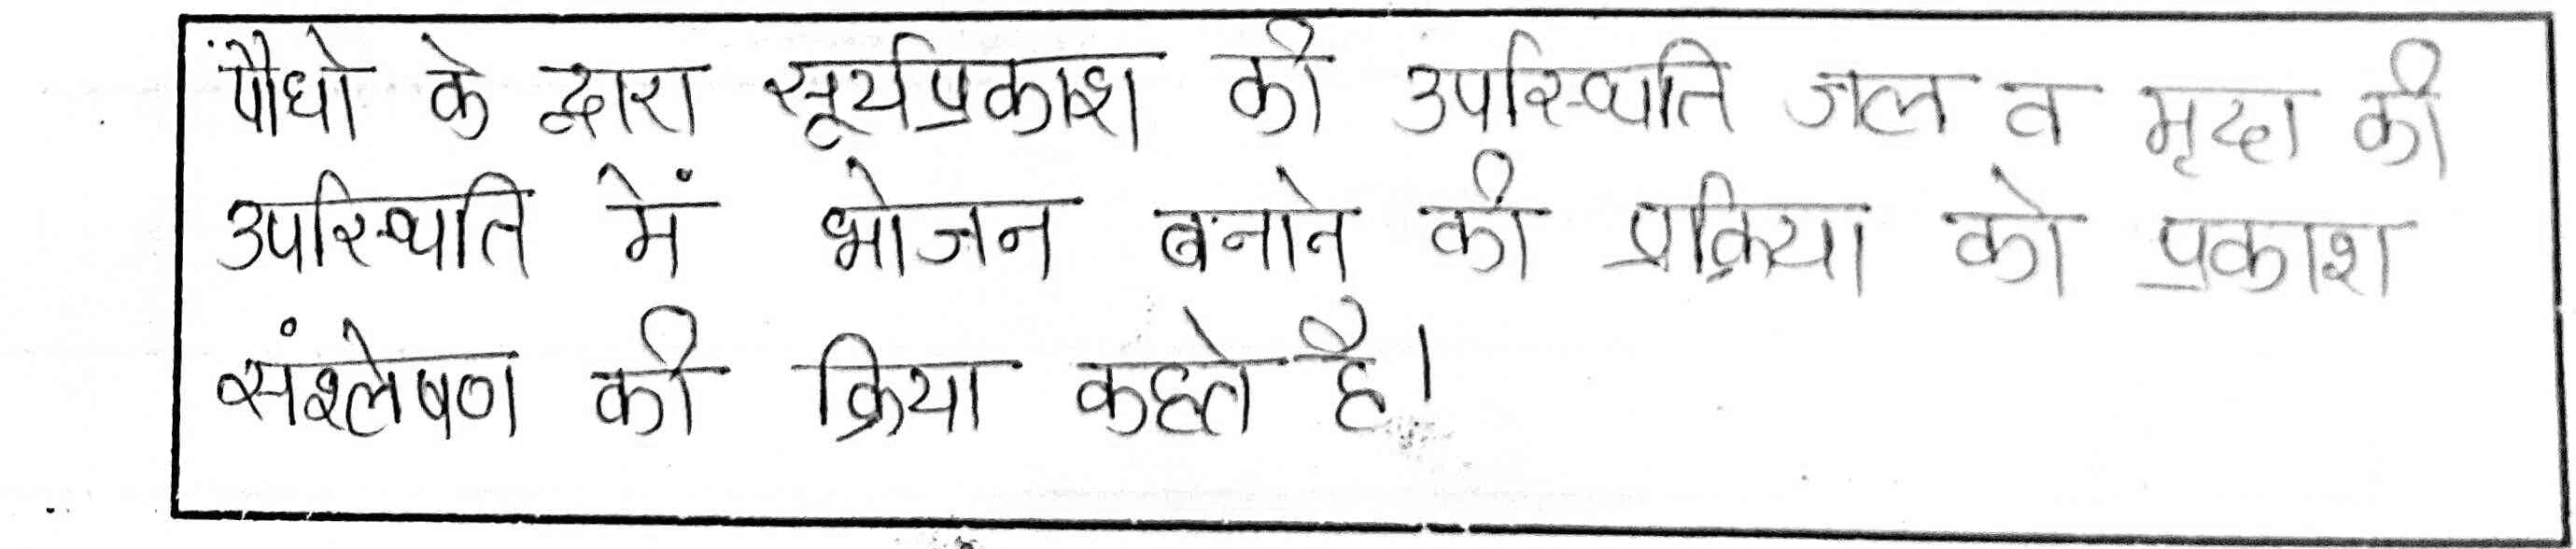 पौधो के द्वारा सूर्यप्रकाश की उपस्थिति जल व मृदा की
उपस्थिति में भोजन बनाने की प्रक्रिया को प्रकाश
संश्लेषण की क्रिया कहते है।